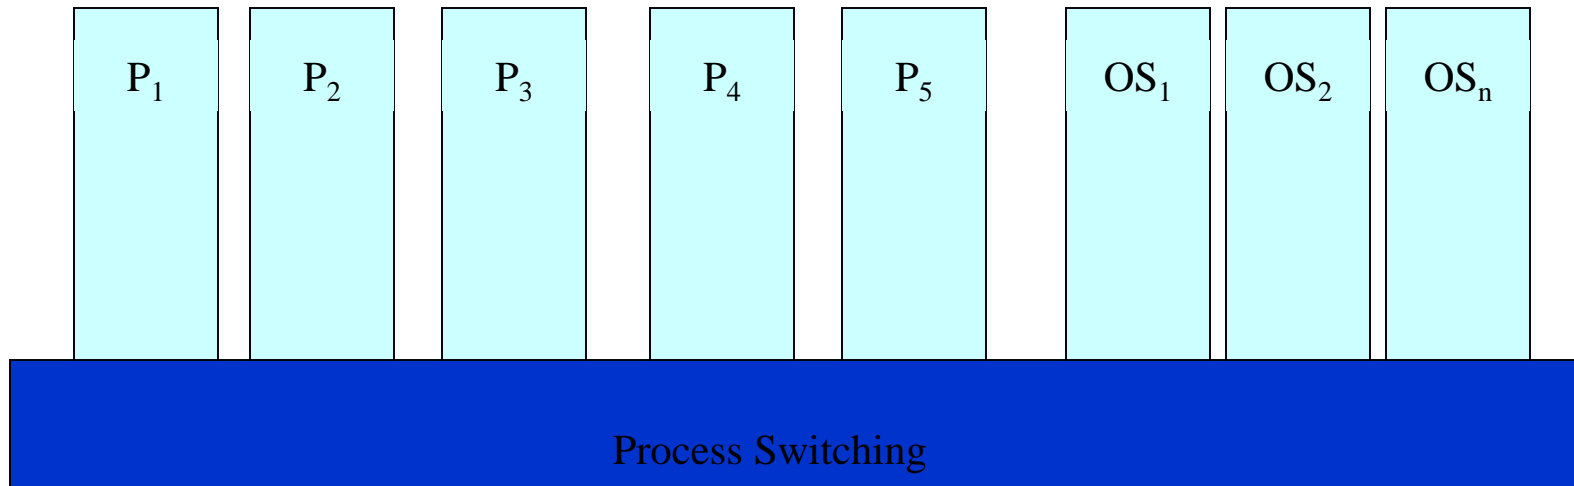 P₁ P₂ P₃ P₄ P₅ OS₁ OS₂ OSₙ
Process Switching